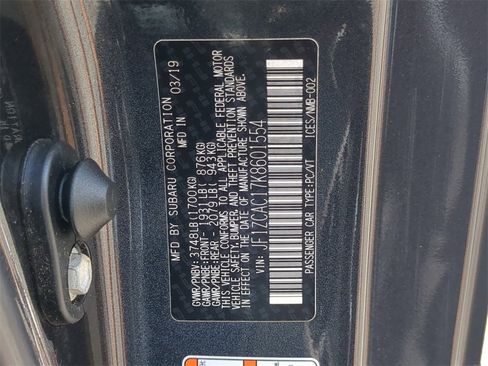 MFD BY SUBARU CORPORATION 03/19
MFD IN
GVWR/PNBV: 3748LB(1700KG)
GAWR/PNBE:FRONT- 1931LB( 876KG)
GAWR/PNBE:REAR - 2079LB( 943KG)
THIS VEHICLE CONFORMS TO ALL APPLICABLE FEDERAL MOTOR
VEHICLE SAFETY,BUMPER, AND THEFT PREVENTION STANDARDS
IN EFFECT ON THE DATE OF MANUFACTURE SHOWN ABOVE.
VIN: JF1ZCAC17K8601554
PASSENGER CAR TYPE:PC/VT
ICES/NMB-002